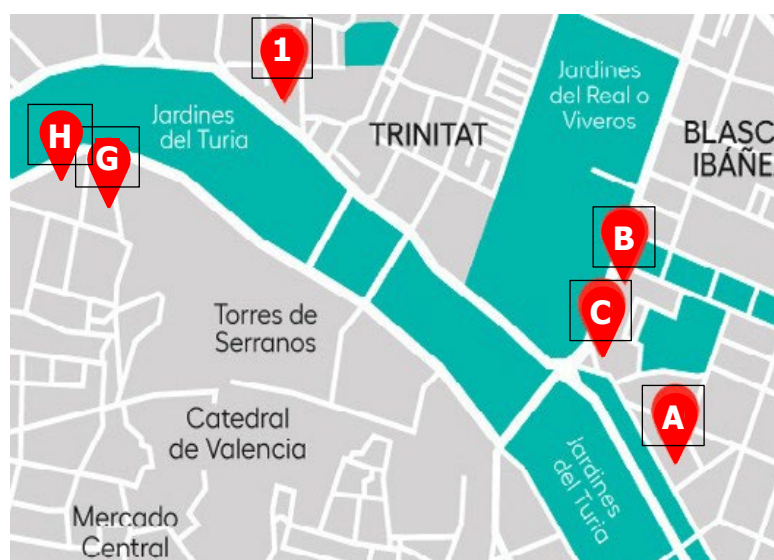 1
Jardines
del Real o
Viveros
H
G
Jardines
del Turia
TRINITAT
BLASC
IBÁÑE
B
C
Torres de
Serranos
A
Catedral
de Valencia
Jardines
del Turia
Mercado
Central